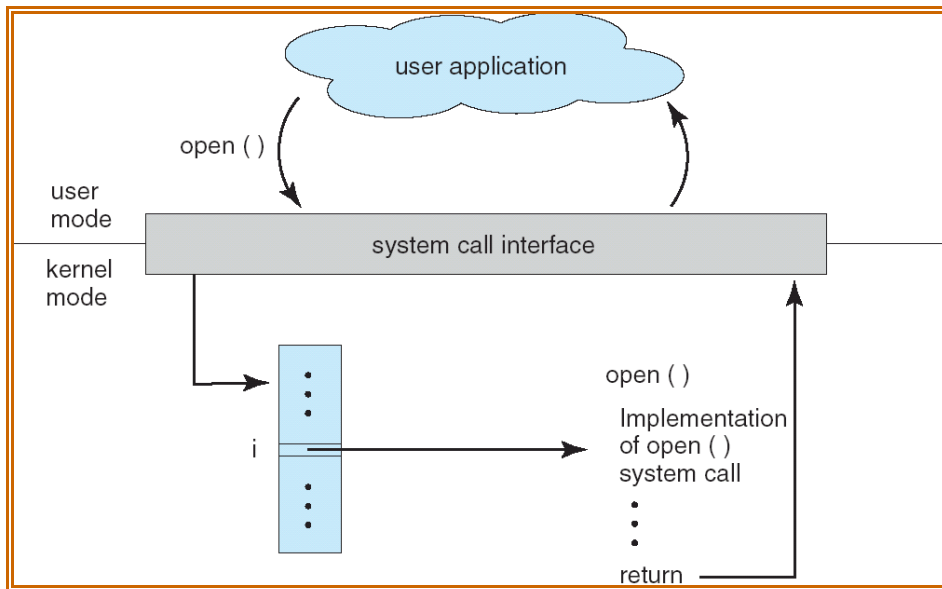 user application
open ( )
user
mode
system call interface
kernel
mode
open ( )
i
Implementation
of open ( )
system call
return